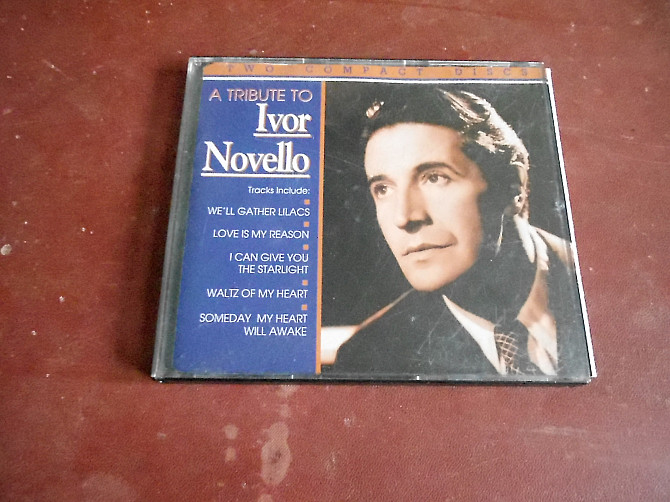 TWO COMPACT DISCS
A TRIBUTE TO
Ivor
Novello
Tracks Include:
WE'LL GATHER LILACS
LOVE IS MY REASON
I CAN GIVE YOU
THE STARLIGHT
WALTZ OF MY HEART
SOMEDAY MY HEART
WILL AWAKE